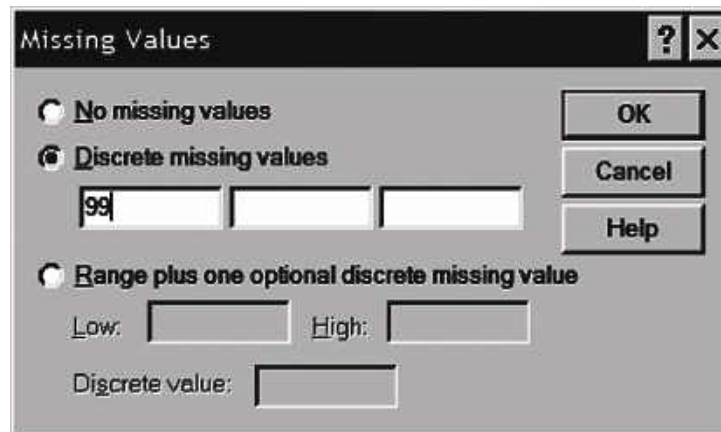 Missing Values ? X
No missing values
OK
Discrete missing values
Cancel
99
Help
Range plus one optional discrete missing value
Low: High:
Discrete value: